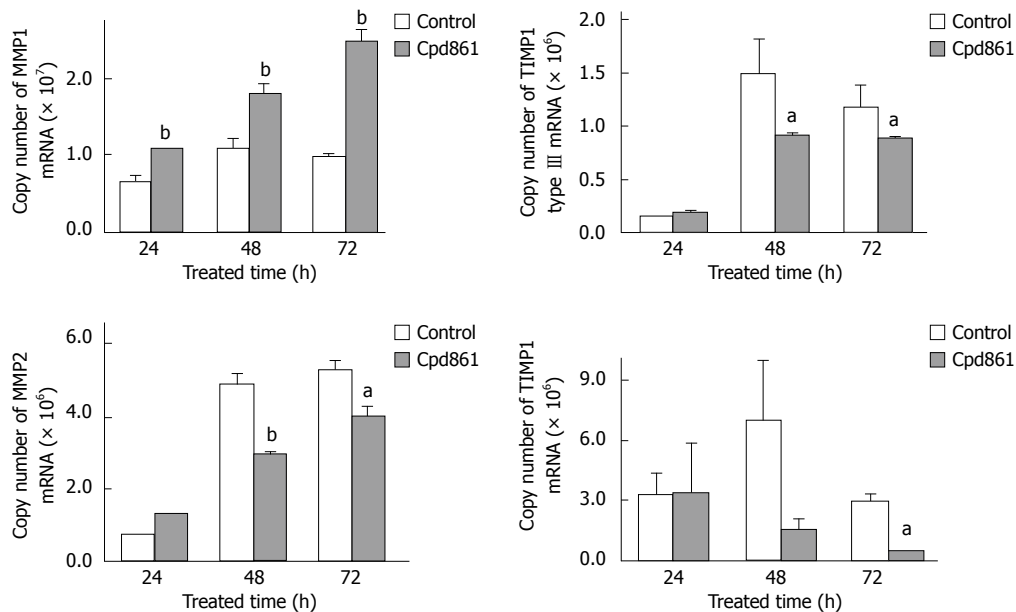 Copy number of MMP1
mRNA (× 10⁷)
2.0
1.0
0.0
b
b
b
24
48
72
Treated time (h)
Control
Cpd861
Copy number of TIMP1
type Ⅲ mRNA (× 10⁶)
2.0
1.5
1.0
0.5
0.0
a
a
24
48
72
Treated time (h)
Control
Cpd861
Copy number of MMP2
mRNA (× 10⁶)
6.0
4.0
2.0
0.0
b
a
24
48
72
Treated time (h)
Control
Cpd861
Copy number of TIMP1
mRNA (× 10⁶)
9.0
6.0
3.0
0.0
a
24
48
72
Treated time (h)
Control
Cpd861